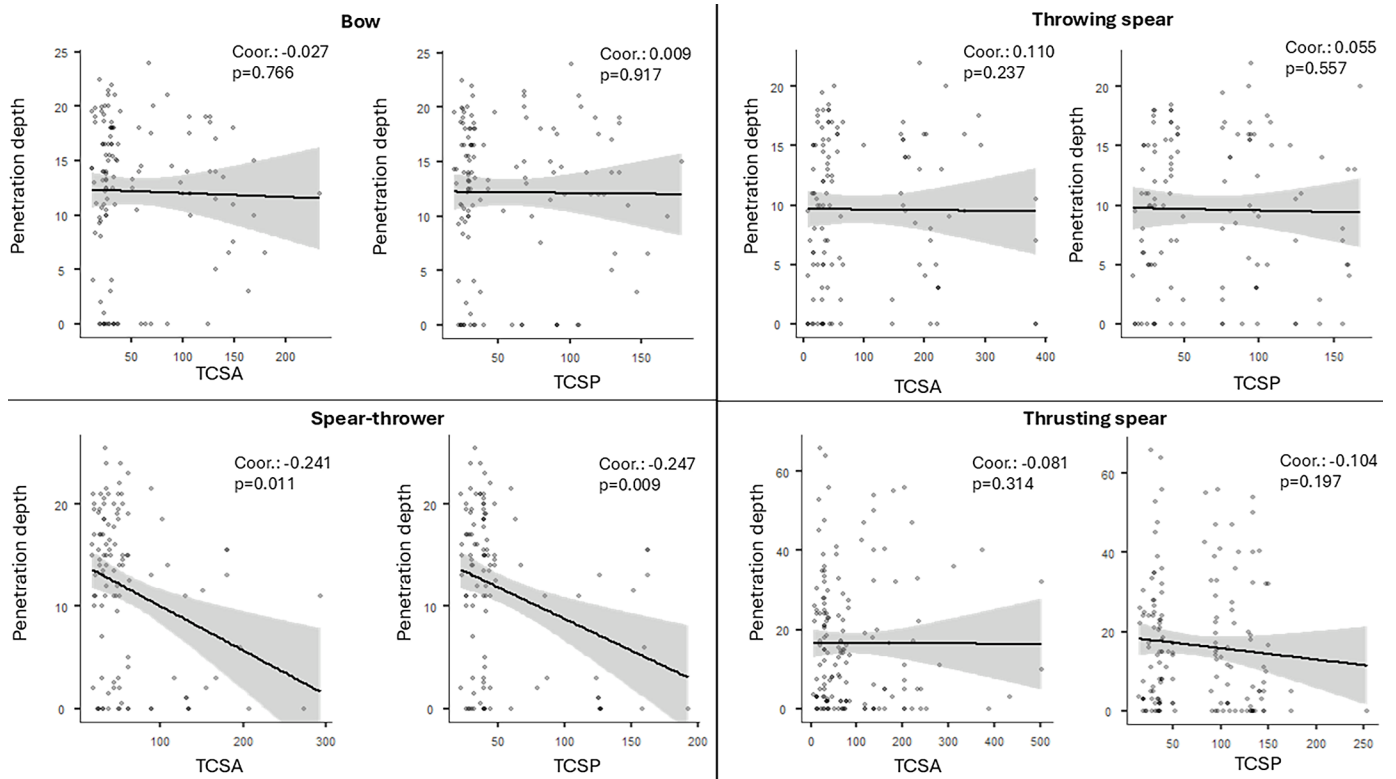 Bow
Coor.: -0.027
p=0.766
Penetration depth
25
20
15
10
5
0
50
100
150
200
TCSA
Coor.: 0.009
p=0.917
Penetration depth
25
20
15
10
5
0
50
100
150
TCSP
Throwing spear
Coor.: 0.110
p=0.237
Penetration depth
20
15
10
5
0
0
100
200
300
400
TCSA
Coor.: 0.055
p=0.557
Penetration depth
20
15
10
5
0
50
100
150
TCSP
Spear-thrower
Coor.: -0.241
p=0.011
Penetration depth
20
10
0
100
200
300
TCSA
Coor.: -0.247
p=0.009
Penetration depth
20
10
0
50
100
150
200
TCSP
Thrusting spear
Coor.: -0.081
p=0.314
Penetration depth
60
40
20
0
0
100
200
300
400
500
TCSA
Coor.: -0.104
p=0.197
Penetration depth
60
40
20
0
50
100
150
200
250
TCSP